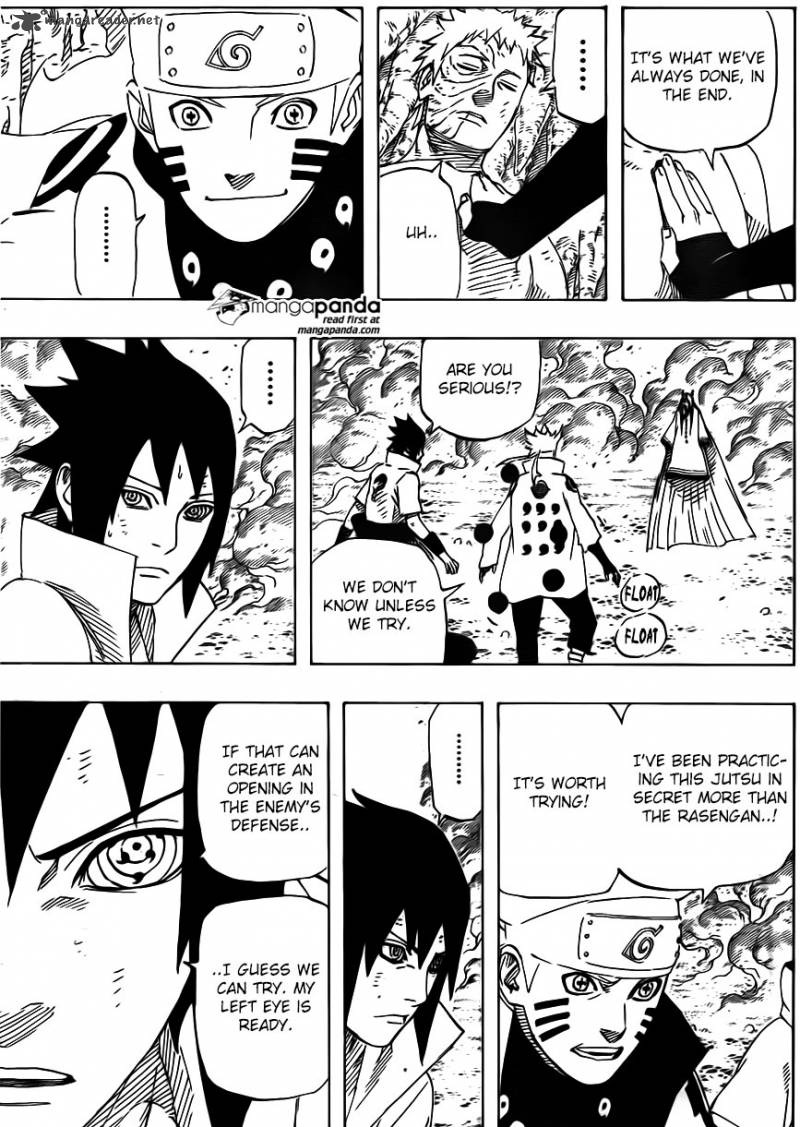 mangareader.net
IT'S WHAT WE'VE
ALWAYS DONE, IN
THE END.
........
UH..
........
mangapanda
read first at
mangapanda.com
ARE YOU
SERIOUS!?
........
WE DON'T
KNOW UNLESS
WE TRY.
FLOAT
FLOAT
I'VE BEEN PRACTIC-
ING THIS JUTSU IN
SECRET MORE THAN
THE RASENGAN..!
IT'S WORTH
TRYING!
........
IF THAT CAN
CREATE AN
OPENING IN
THE ENEMY'S
DEFENSE..
..I GUESS WE
CAN TRY. MY
LEFT EYE IS
READY.